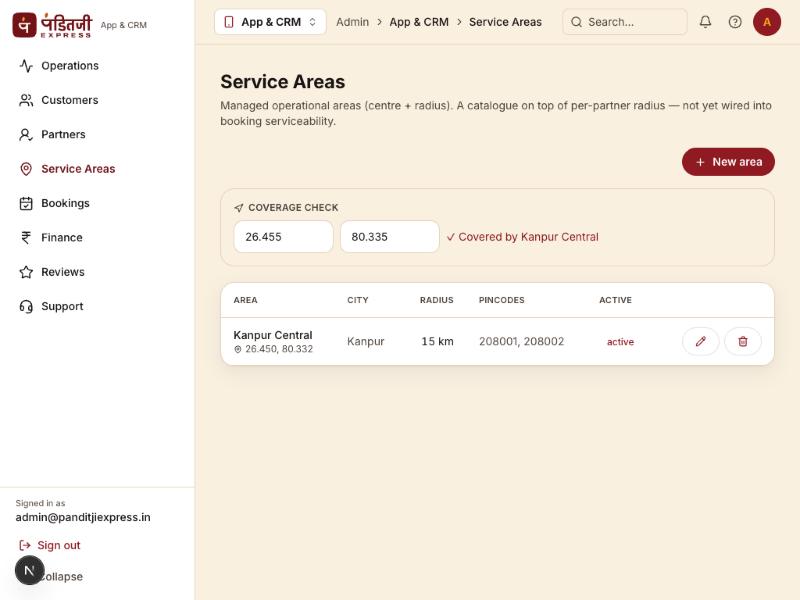 पंडितजी
EXPRESS
App & CRM
Operations
Customers
Partners
Service Areas
Bookings
Finance
Reviews
Support
Signed in as
admin@panditjiexpress.in
Sign out
N
App & CRM
Admin > App & CRM > Service Areas
Search...
A
Service Areas
Managed operational areas (centre + radius). A catalogue on top of per-partner radius — not yet wired into
booking serviceability.
+ New area
COVERAGE CHECK
26.455
80.335
✓ Covered by Kanpur Central
AREA CITY RADIUS PINCODES ACTIVE
Kanpur Central
26.450, 80.332
Kanpur
15 km
208001, 208002
active